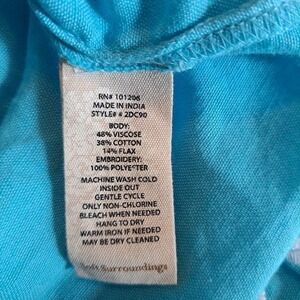 RN# 101206
MADE IN INDIA
STYLE# # 2DC90
BODY:
48% VISCOSE
38% COTTON
14% FLAX
EMBROIDERY:
100% POLYESTER
MACHINE WASH COLD
INSIDE OUT
GENTLE CYCLE
ONLY NON-CHLORINE
BLEACH WHEN NEEDED
HANG TO DRY
WARM IRON IF NEEDED
MAY BE DRY CLEANED
Surroundings